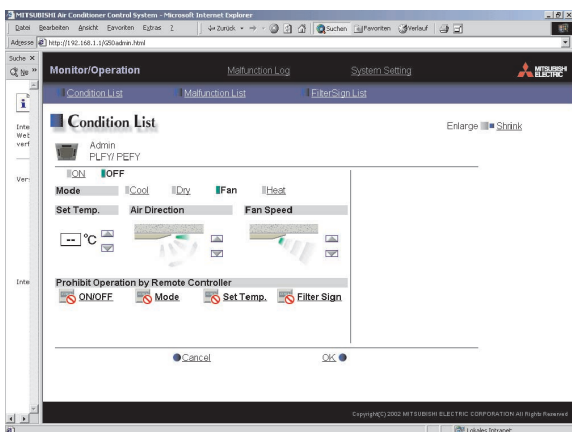 MITSUBISHI Air Conditioner Control System - Microsoft Internet Explorer
Datei Bearbeiten Ansicht Favoriten Extras ?
Zurück Suchen Favoriten Verlauf
Adresse http://192.168.1.1/G50admin.html
Suche
Monitor/Operation Malfunction Log System Setting MITSUBISHI ELECTRIC
Condition List Malfunction List FilterSign List
Condition List
Enlarge Shrink
Admin
PLFY/ PEFY
ON OFF
Mode Cool Dry Fan Heat
Set Temp. Air Direction Fan Speed
-- °C
Prohibit Operation by Remote Controller
ON/OFF Mode Set Temp. Filter Sign
Cancel OK
Copyright(C) 2002 MITSUBISHI ELECTRIC CORPORATION All Rights Reserved
Lokales Intranet